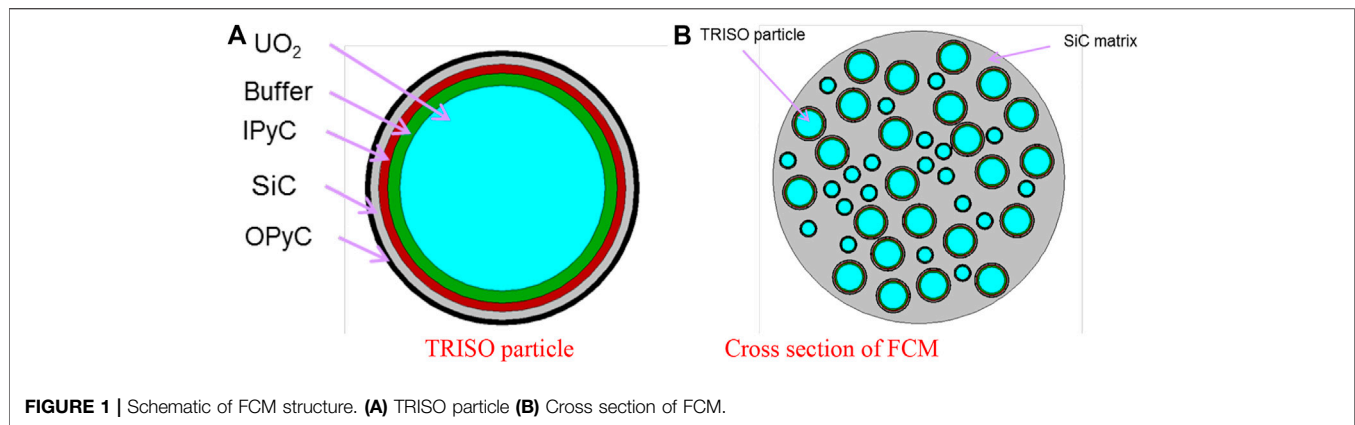 A
UO₂
Buffer
IPyC
SiC
OPyC
TRISO particle
B
TRISO particle
SiC matrix
Cross section of FCM
FIGURE 1 | Schematic of FCM structure. (A) TRISO particle (B) Cross section of FCM.